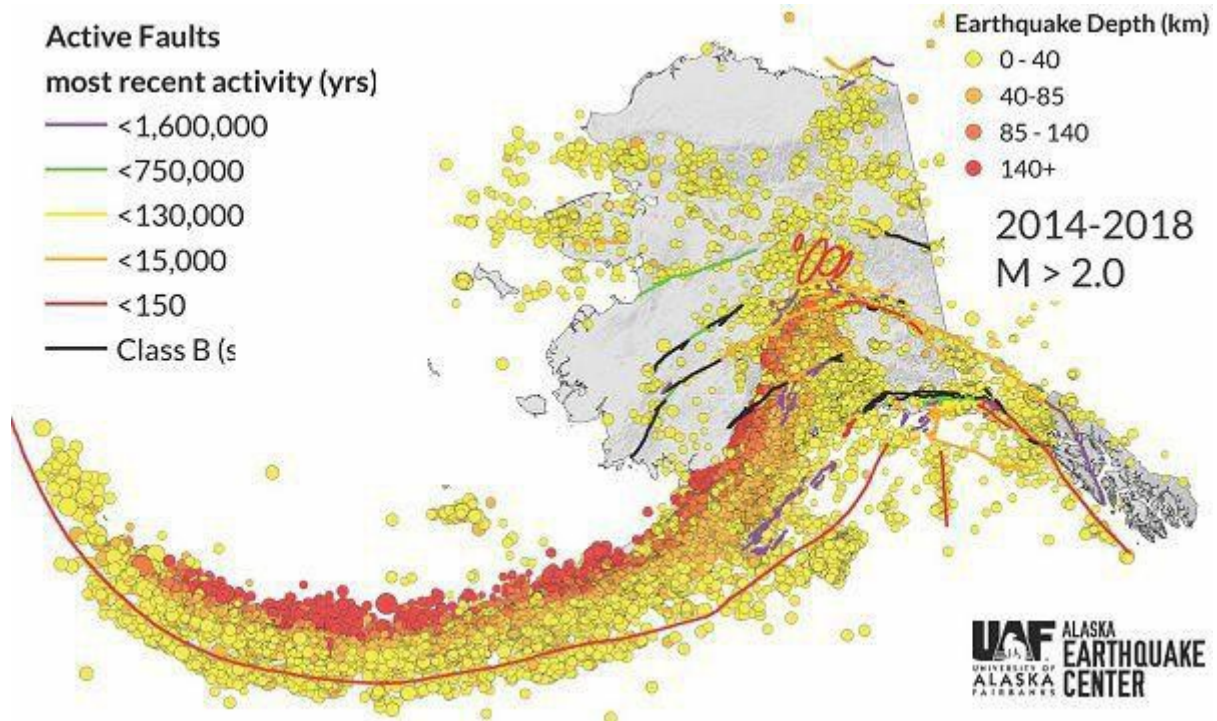 Active Faults
most recent activity (yrs)
<1,600,000
<750,000
<130,000
<15,000
<150
Class B (s
Earthquake Depth (km)
0 - 40
40-85
85 - 140
140+
2014-2018
M > 2.0
UAF
UNIVERSITY OF
ALASKA
FAIRBANKS
ALASKA
EARTHQUAKE
CENTER